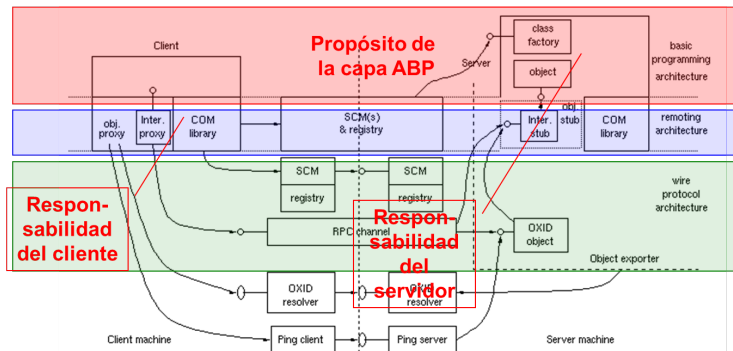 Client
Propósito de
la capa ABP
Server
class
factory
object
basic
programming
architecture
obj.
proxy
Inter.
proxy
COM
library
SCM(s)
& registry
Inter.
stub
obj
stub
COM
library
remoting
architecture
SCM
registry
SCM
registry
wire
protocol
architecture
Respon-
sabilidad
del cliente
RPC channel
Respon-
sabilidad
del
servidor
OXID
object
Object exporter
OXID
resolver
OXID
resolver
Client machine
Ping client
Ping server
Server machine